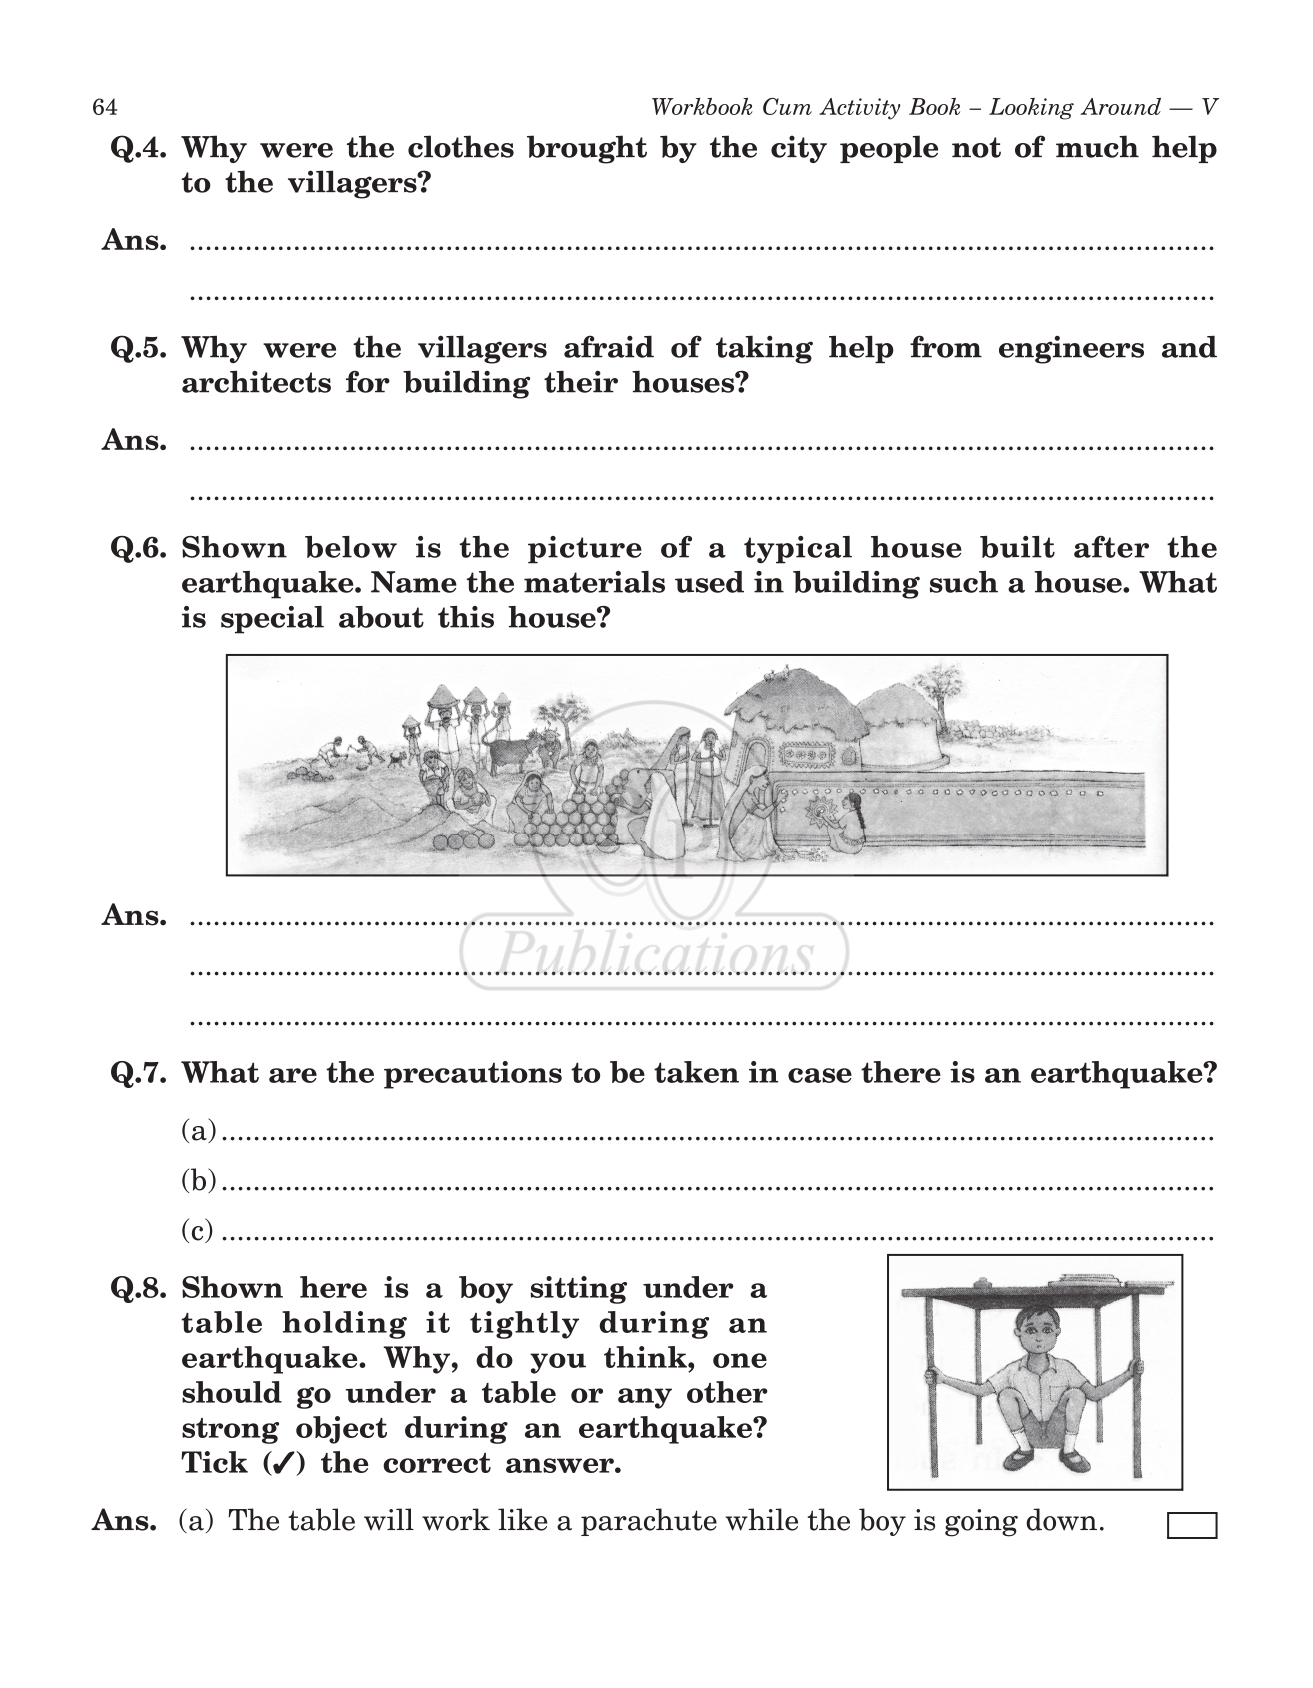 64 Workbook Cum Activity Book – Looking Around — V
Q.4. Why were the clothes brought by the city people not of much help
to the villagers?
Ans. ..........................................................................................
..........................................................................................
Q.5. Why were the villagers afraid of taking help from engineers and
architects for building their houses?
Ans. ..........................................................................................
..........................................................................................
Q.6. Shown below is the picture of a typical house built after the
earthquake. Name the materials used in building such a house. What
is special about this house?
Ans. ..........................................................................................
Publications
..........................................................................................
..........................................................................................
Q.7. What are the precautions to be taken in case there is an earthquake?
(a) ..........................................................................................
(b) ..........................................................................................
(c) ..........................................................................................
Q.8. Shown here is a boy sitting under a
table holding it tightly during an
earthquake. Why, do you think, one
should go under a table or any other
strong object during an earthquake?
Tick (✓) the correct answer.
Ans. (a) The table will work like a parachute while the boy is going down.